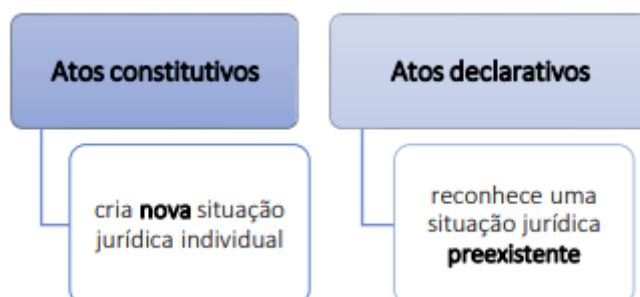 Atos constitutivos
cria nova situação
jurídica individual
Atos declarativos
reconhece uma
situação jurídica
preexistente